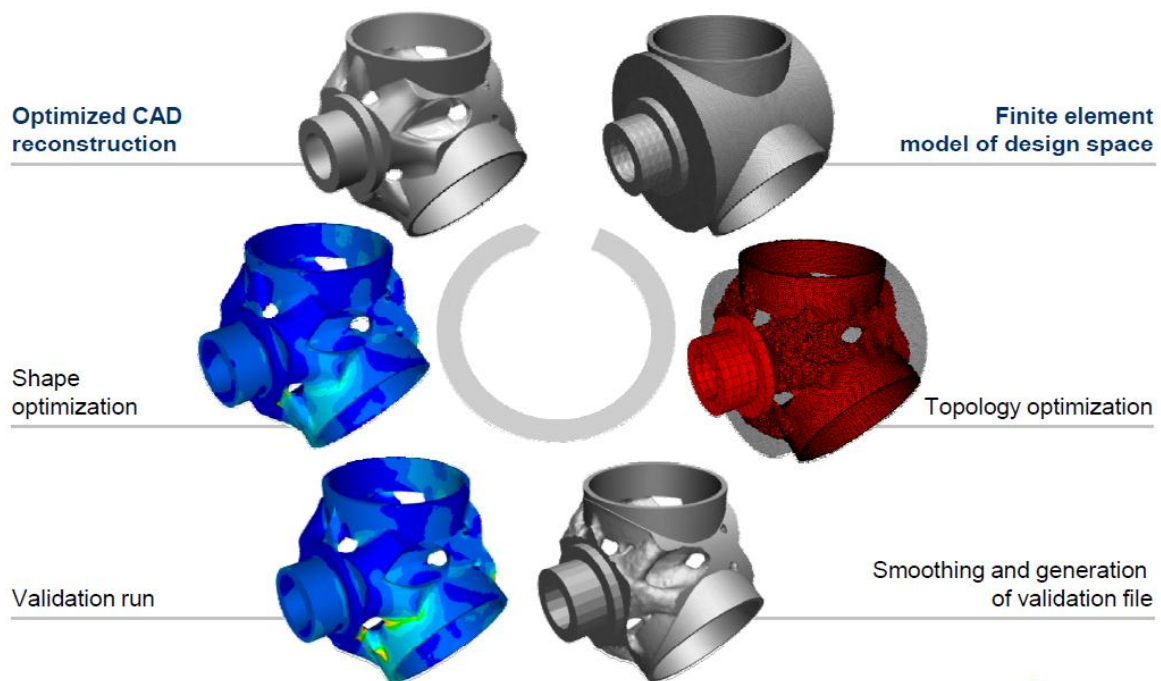 Optimized CAD
reconstruction
Finite element
model of design space
Shape
optimization
Topology optimization
Validation run
Smoothing and generation
of validation file